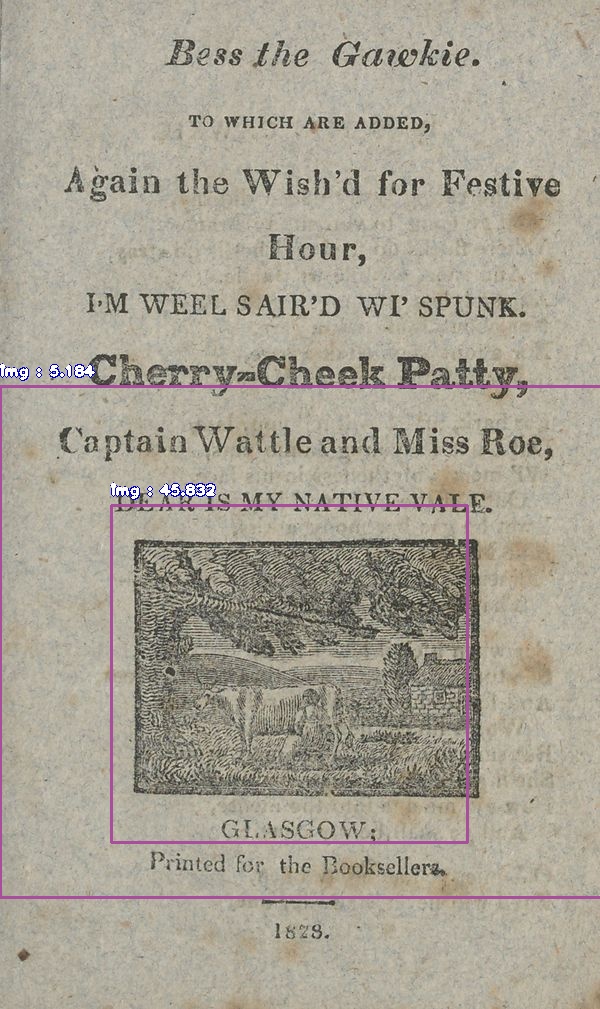 Bess the Gawkie.
TO WHICH ARE ADDED,
Again the Wish'd for Festive
Hour,
I'M WEEL SAIR'D WI' SPUNK.
img : 5.184
Cherry-Cheek Patty,
Captain Wattle and Miss Roe,
img : 45.832
DEAR IS MY NATIVE VALE.
GLASGOW;
Printed for the Booksellers.
1828.